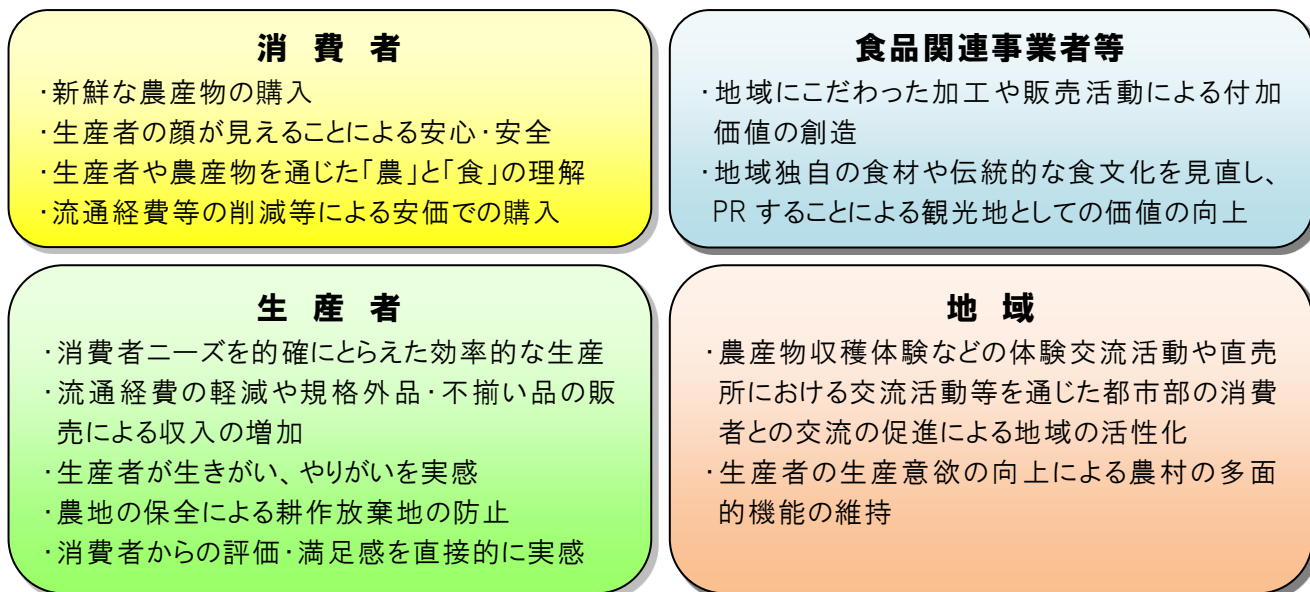 消費者
・新鮮な農産物の購入
・生産者の顔が見えることによる安心・安全
・生産者や農産物を通じた「農」と「食」の理解
・流通経費等の削減等による安価での購入
食品関連事業者等
・地域にこだわった加工や販売活動による付加
価値の創造
・地域独自の食材や伝統的な食文化を見直し、
PRすることによる観光地としての価値の向上
生産者
・消費者ニーズを的確にとらえた効率的な生産
・流通経費の軽減や規格外品・不揃い品の販
売による収入の増加
・生産者が生きがい、やりがいを実感
・農地の保全による耕作放棄地の防止
・消費者からの評価・満足感を直接的に実感
地域
・農産物収穫体験などの体験交流活動や直売
所における交流活動等を通じた都市部の消費
者との交流の促進による地域の活性化
・生産者の生産意欲の向上による農村の多面
的機能の維持